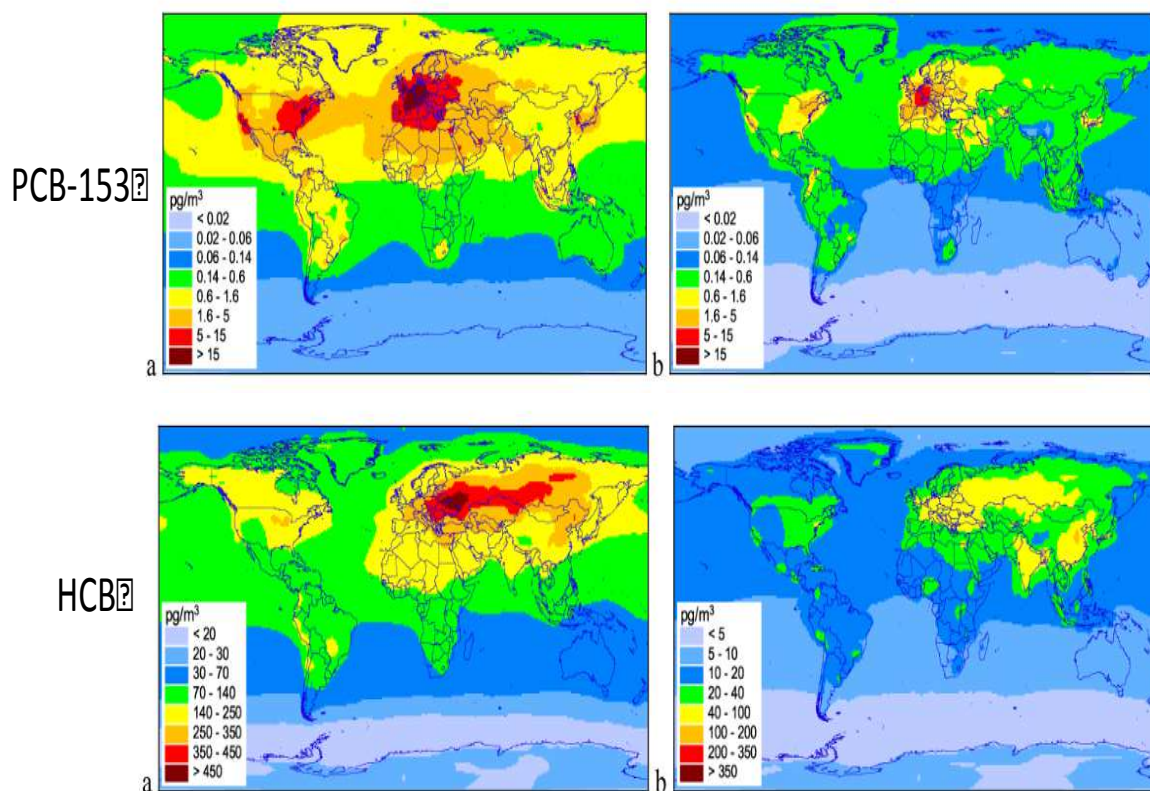 PCB-153⍰
pg/m³
< 0.02
0.02 - 0.06
0.06 - 0.14
0.14 - 0.6
0.6 - 1.6
1.6 - 5
5 - 15
> 15
a
pg/m³
< 0.02
0.02 - 0.06
0.06 - 0.14
0.14 - 0.6
0.6 - 1.6
1.6 - 5
5 - 15
> 15
b
HCB⍰
pg/m³
< 20
20 - 30
30 - 70
70 - 140
140 - 250
250 - 350
350 - 450
> 450
a
pg/m³
< 5
5 - 10
10 - 20
20 - 40
40 - 100
100 - 200
200 - 350
> 350
b